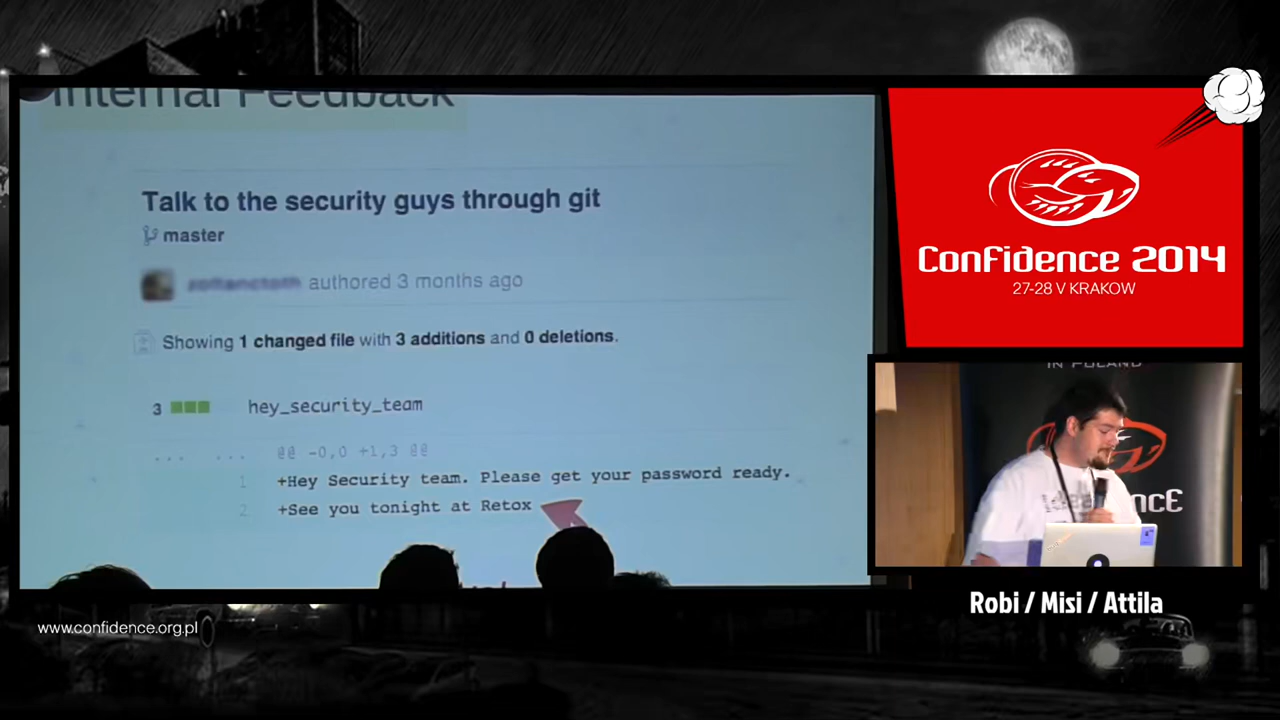 Internal Feedback
Talk to the security guys through git
master
authored 3 months ago
Showing 1 changed file with 3 additions and 0 deletions.
3 hey_security_team
... ... @@ -0,0 +1,3 @@
1 +Hey Security team. Please get your password ready.
2 +See you tonight at Retox
CONFidence 2014
27-28 V KRAKOW
IN POLAND
Robi / Misi / Attila
www.confidence.org.pl